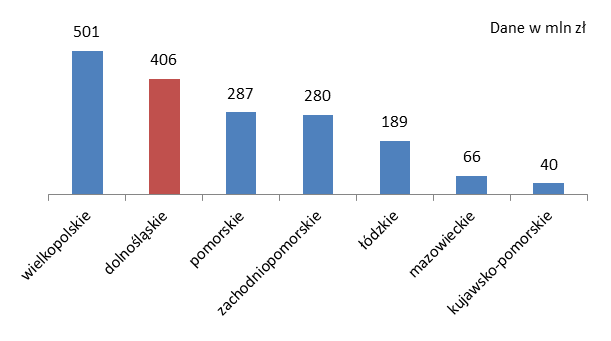 Dane w mln zł
501
406
287
280
189
66
40
wielkopolskie
dolnośląskie
pomorskie
zachodniopomorskie
łódzkie
mazowieckie
kujawsko-pomorskie